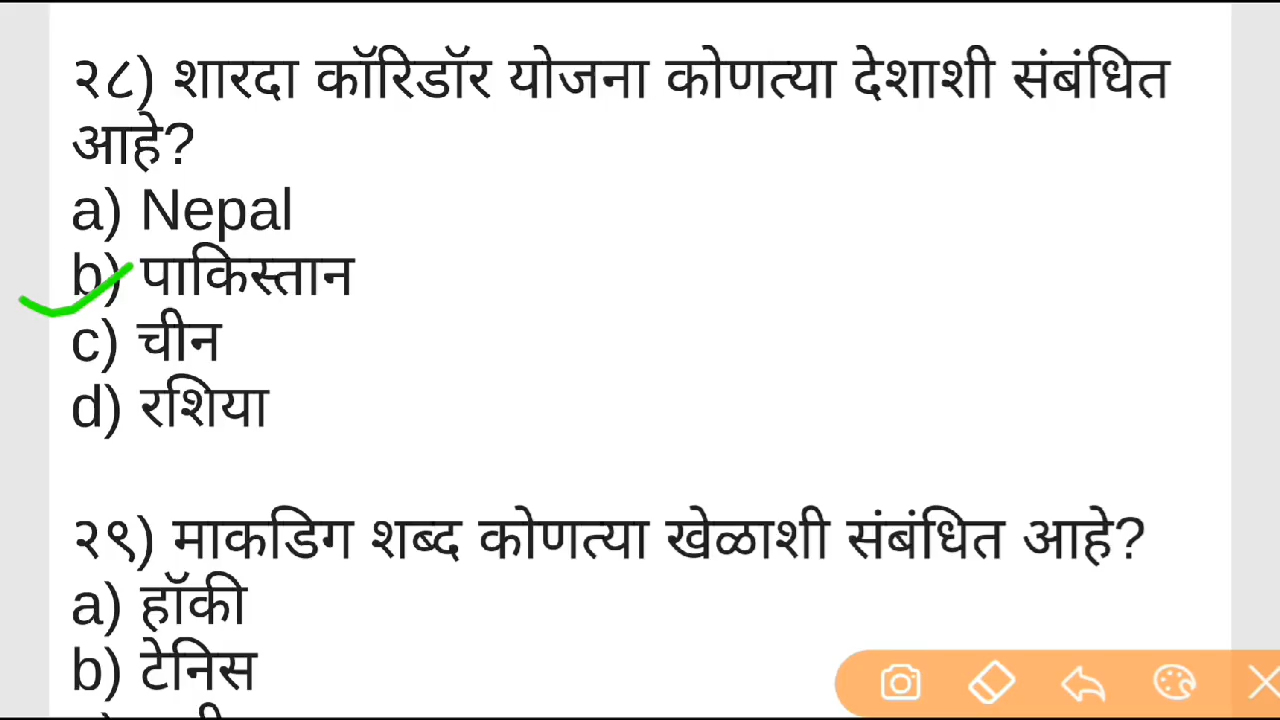 २८) शारदा कॉरिडॉर योजना कोणत्या देशाशी संबंधित
आहे?
a) Nepal
b) पाकिस्तान
c) चीन
d) रशिया
२९) माकडिग शब्द कोणत्या खेळाशी संबंधित आहे?
a) हॉकी
b) टेनिस